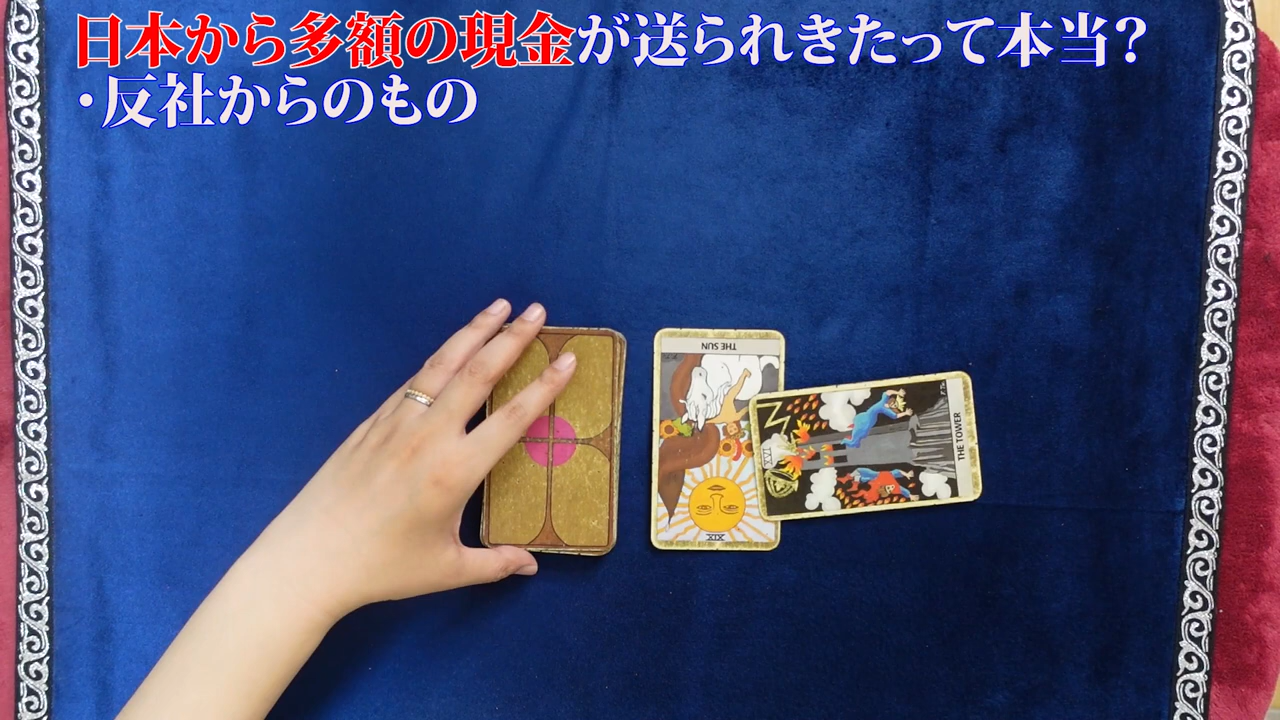 日本から多額の現金が送られきたって本当？
・反社からのもの
THE SUN
XIX
XVI
THE TOWER